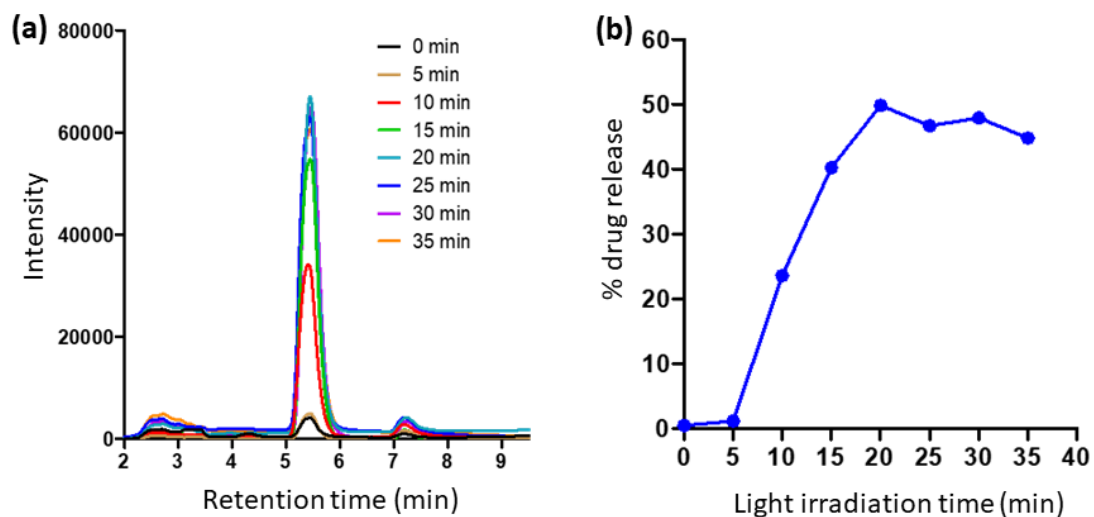 (a)
80000
60000
40000
20000
0
Intensity
0 min
5 min
10 min
15 min
20 min
25 min
30 min
35 min
2 3 4 5 6 7 8 9
Retention time (min)
(b)
60
50
40
30
20
10
0
% drug release
0 5 10 15 20 25 30 35 40
Light irradiation time (min)